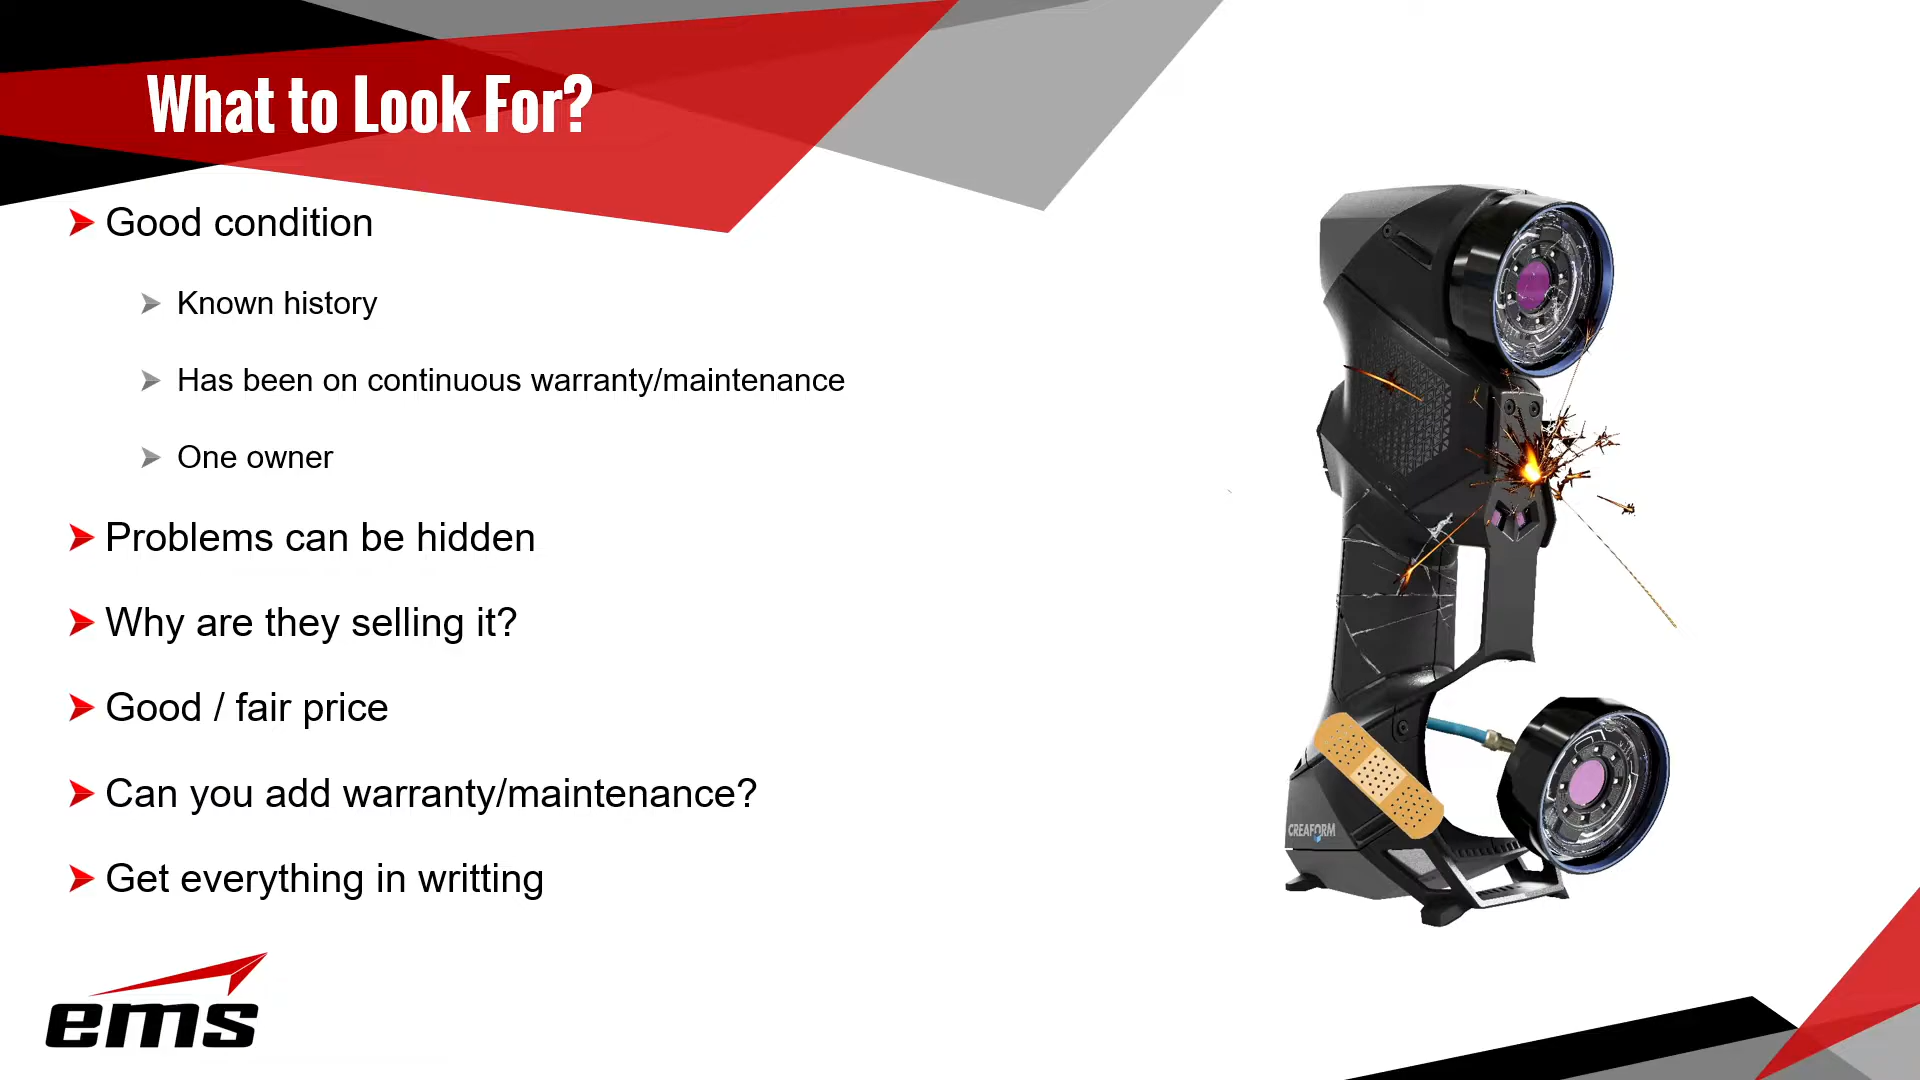 What to Look For?
Good condition
Known history
Has been on continuous warranty/maintenance
One owner
Problems can be hidden
Why are they selling it?
Good / fair price
Can you add warranty/maintenance?
Get everything in writting
CREAFORM
ems